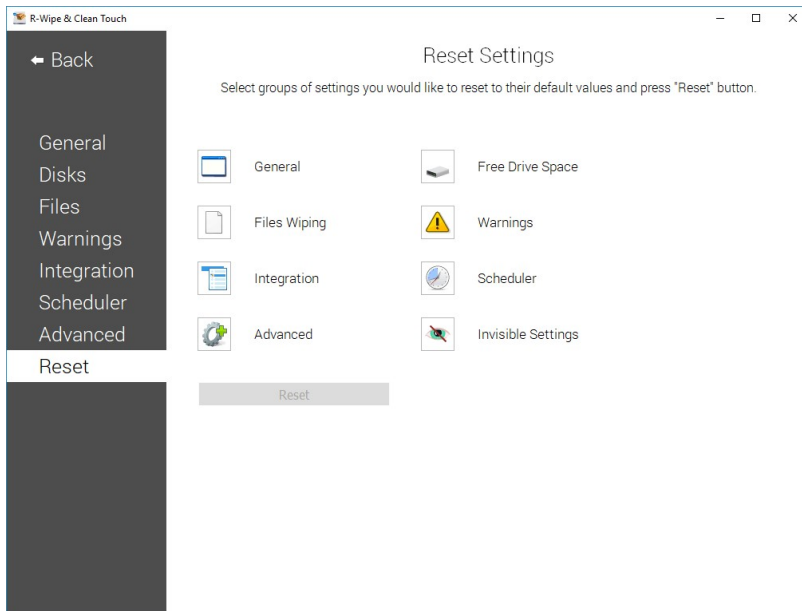 R-Wipe & Clean Touch
Back
General
Disks
Files
Warnings
Integration
Scheduler
Advanced
Reset
Reset Settings
Select groups of settings you would like to reset to their default values and press "Reset" button.
General
Free Drive Space
Files Wiping
Warnings
Integration
Scheduler
Advanced
Invisible Settings
Reset